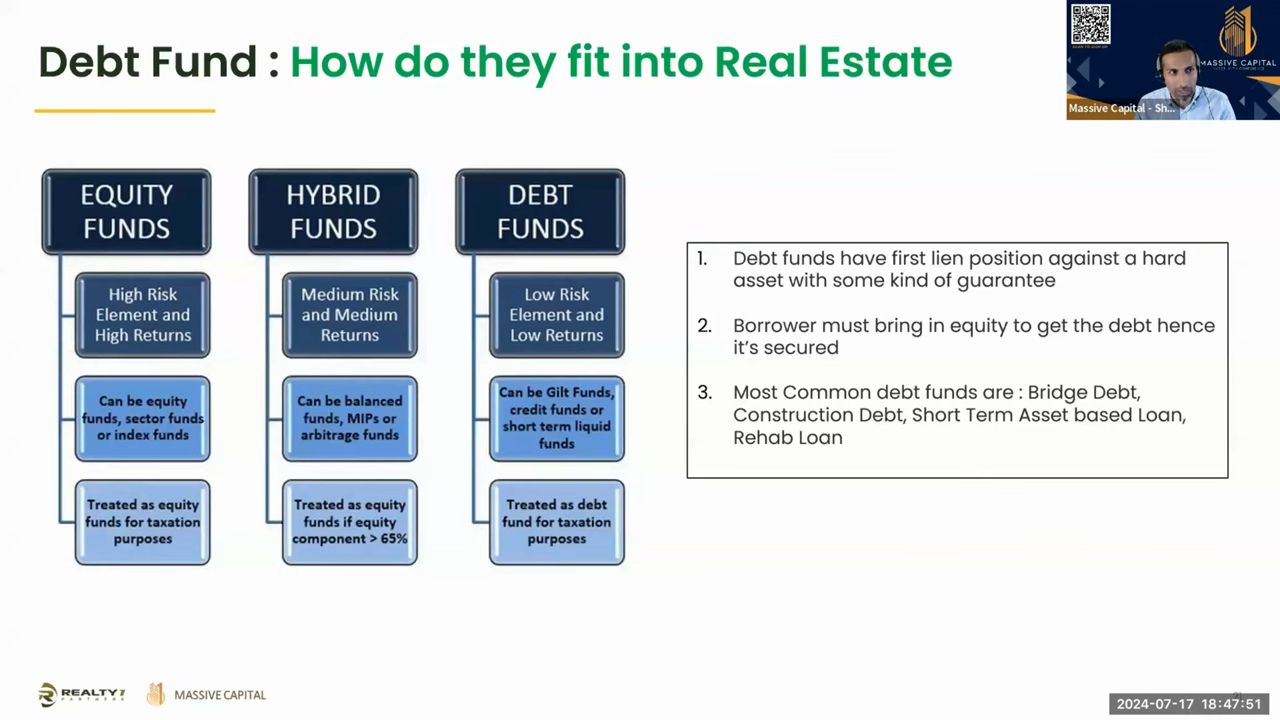 Debt Fund : How do they fit into Real Estate
MASSIVE CAPITAL
Massive Capital - Sh...
EQUITY
FUNDS
High Risk
Element and
High Returns
Can be equity
funds, sector funds
or index funds
Treated as equity
funds for taxation
purposes
HYBRID
FUNDS
Medium Risk
and Medium
Returns
Can be balanced
funds, MIPs or
arbitrage funds
Treated as equity
funds if equity
component > 65%
DEBT
FUNDS
Low Risk
Element and
Low Returns
Can be Gilt Funds,
credit funds or
short term liquid
funds
Treated as debt
fund for taxation
purposes
1. Debt funds have first lien position against a hard
asset with some kind of guarantee
2. Borrower must bring in equity to get the debt hence
it's secured
3. Most Common debt funds are : Bridge Debt,
Construction Debt, Short Term Asset based Loan,
Rehab Loan
REALTY1
PARTNERS
MASSIVE CAPITAL
2024-07-17 18:47:51